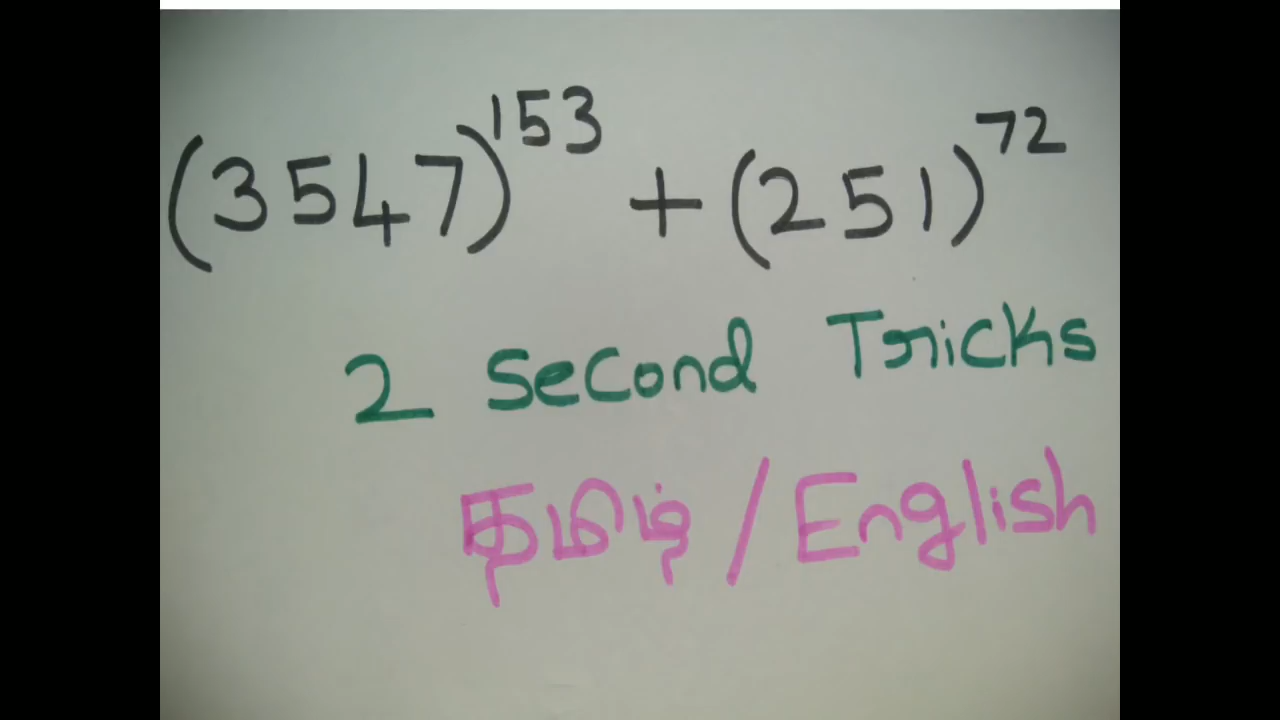 (3547)¹⁵³ + (251)⁷²
2 Second Tricks
தமிழ் / English